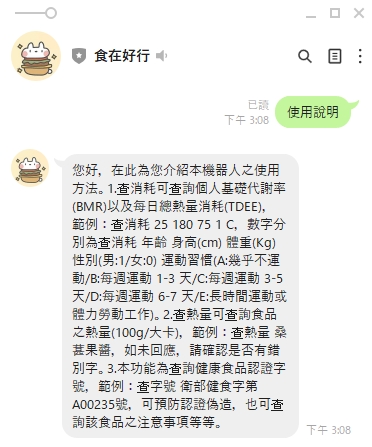 食在好行
已讀
下午 3:08
使用說明
您好，在此為您介紹本機器人之使用
方法。1.查消耗可查詢個人基礎代謝率
(BMR)以及每日總熱量消耗(TDEE)，
範例：查消耗 25 180 75 1 C，數字分
別為查消耗 年齡 身高(cm) 體重(Kg)
性別(男:1/女:0) 運動習慣(A:幾乎不運
動/B:每週運動 1-3 天/C:每週運動 3-5
天/D:每週運動 6-7 天/E:長時間運動或
體力勞動工作)。2.查熱量可查詢食品
之熱量(100g/大卡)，範例：查熱量 桑
葚果醬，如未回應，請確認是否有錯
別字。3.本功能為查詢健康食品認證字
號，範例：查字號 衛部健食字第
A00235號，可預防認證偽造，也可查
詢該食品之注意事項等等。
下午 3:08